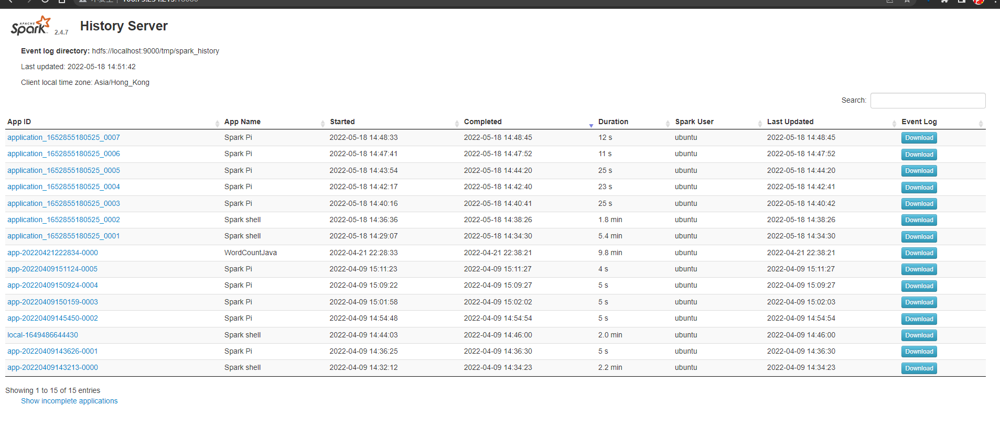 APACHE
Spark 2.4.7 History Server
Event log directory: hdfs://localhost:9000/tmp/spark_history
Last updated: 2022-05-18 14:51:42
Client local time zone: Asia/Hong_Kong
Search:
App ID App Name Started Completed Duration Spark User Last Updated Event Log
application_1652855180525_0007 Spark Pi 2022-05-18 14:48:33 2022-05-18 14:48:45 12 s ubuntu 2022-05-18 14:48:45 Download
application_1652855180525_0006 Spark Pi 2022-05-18 14:47:41 2022-05-18 14:47:52 11 s ubuntu 2022-05-18 14:47:52 Download
application_1652855180525_0005 Spark Pi 2022-05-18 14:43:54 2022-05-18 14:44:20 25 s ubuntu 2022-05-18 14:44:20 Download
application_1652855180525_0004 Spark Pi 2022-05-18 14:42:17 2022-05-18 14:42:40 23 s ubuntu 2022-05-18 14:42:41 Download
application_1652855180525_0003 Spark Pi 2022-05-18 14:40:16 2022-05-18 14:40:41 25 s ubuntu 2022-05-18 14:40:42 Download
application_1652855180525_0002 Spark shell 2022-05-18 14:36:36 2022-05-18 14:38:26 1.8 min ubuntu 2022-05-18 14:38:26 Download
application_1652855180525_0001 Spark shell 2022-05-18 14:29:07 2022-05-18 14:34:30 5.4 min ubuntu 2022-05-18 14:34:30 Download
app-20220421222834-0000 WordCountJava 2022-04-21 22:28:33 2022-04-21 22:38:21 9.8 min ubuntu 2022-04-21 22:38:21 Download
app-20220409151124-0005 Spark Pi 2022-04-09 15:11:23 2022-04-09 15:11:27 4 s ubuntu 2022-04-09 15:11:27 Download
app-20220409150924-0004 Spark Pi 2022-04-09 15:09:22 2022-04-09 15:09:27 5 s ubuntu 2022-04-09 15:09:27 Download
app-20220409150159-0003 Spark Pi 2022-04-09 15:01:58 2022-04-09 15:02:02 5 s ubuntu 2022-04-09 15:02:03 Download
app-20220409145450-0002 Spark Pi 2022-04-09 14:54:48 2022-04-09 14:54:54 5 s ubuntu 2022-04-09 14:54:54 Download
local-1649486644430 Spark shell 2022-04-09 14:44:03 2022-04-09 14:46:00 2.0 min ubuntu 2022-04-09 14:46:00 Download
app-20220409143626-0001 Spark Pi 2022-04-09 14:36:25 2022-04-09 14:36:30 5 s ubuntu 2022-04-09 14:36:30 Download
app-20220409143213-0000 Spark shell 2022-04-09 14:32:12 2022-04-09 14:34:23 2.2 min ubuntu 2022-04-09 14:34:23 Download
Showing 1 to 15 of 15 entries
Show incomplete applications